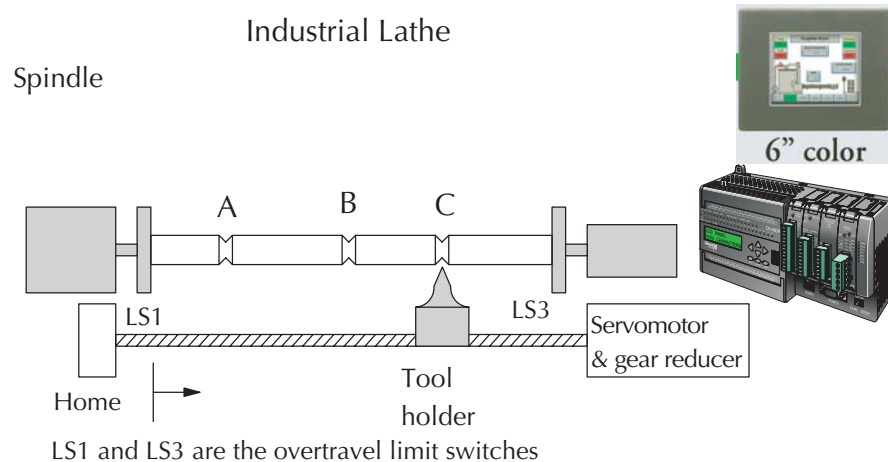 Industrial Lathe
Spindle
6” color
A
B
C
LS1
LS3
Servomotor
& gear reducer
Home
Tool
holder
LS1 and LS3 are the overtravel limit switches